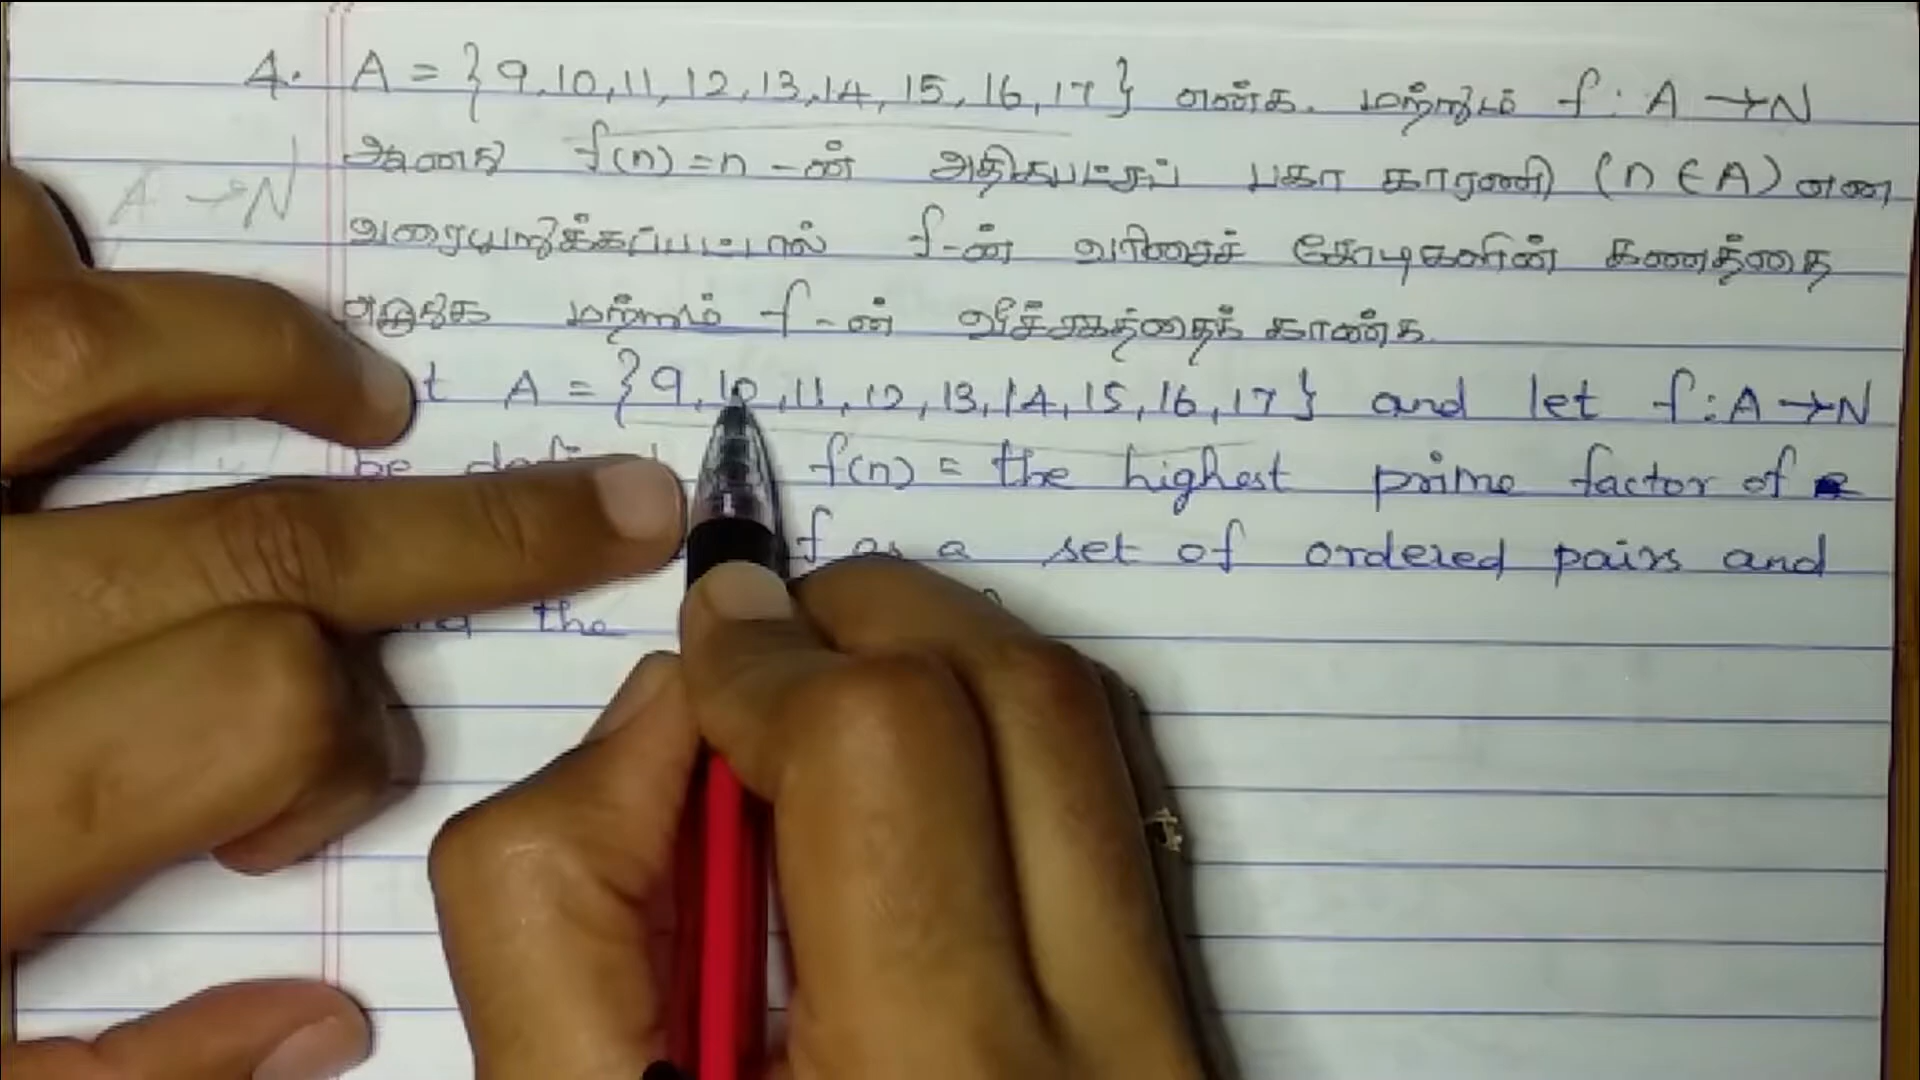 4. A = {9,10,11,12,13,14,15,16,17} என்க. மற்றும் f : A →N
ஆனது f(n) = n -ன் அதிகபட்சப் பகா காரணி (n ∈ A) என
A →N
வரையறுக்கப்பட்டால் f-ன் வரிசைச் சோடிகளின் கணத்தை
எழுதுக மற்றும் f-ன் வீச்சகத்தைக் காண்க.
A = {9,10,11,12,13,14,15,16,17} and let f:A→N
be f(n) = the highest prime factor of
f as a set of ordered pairs and
the